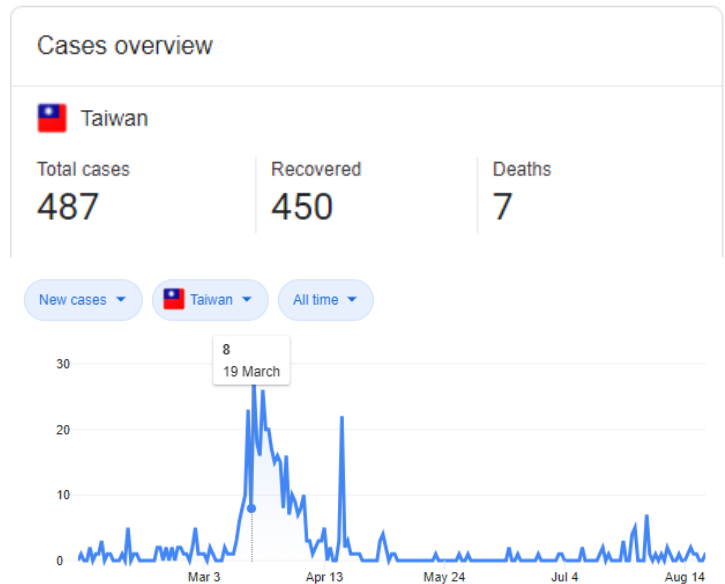 Cases overview
Taiwan
Total cases Recovered Deaths
487 450 7
New cases Taiwan All time
8
19 March
30
20
10
0
Mar 3 Apr 13 May 24 Jul 4 Aug 14